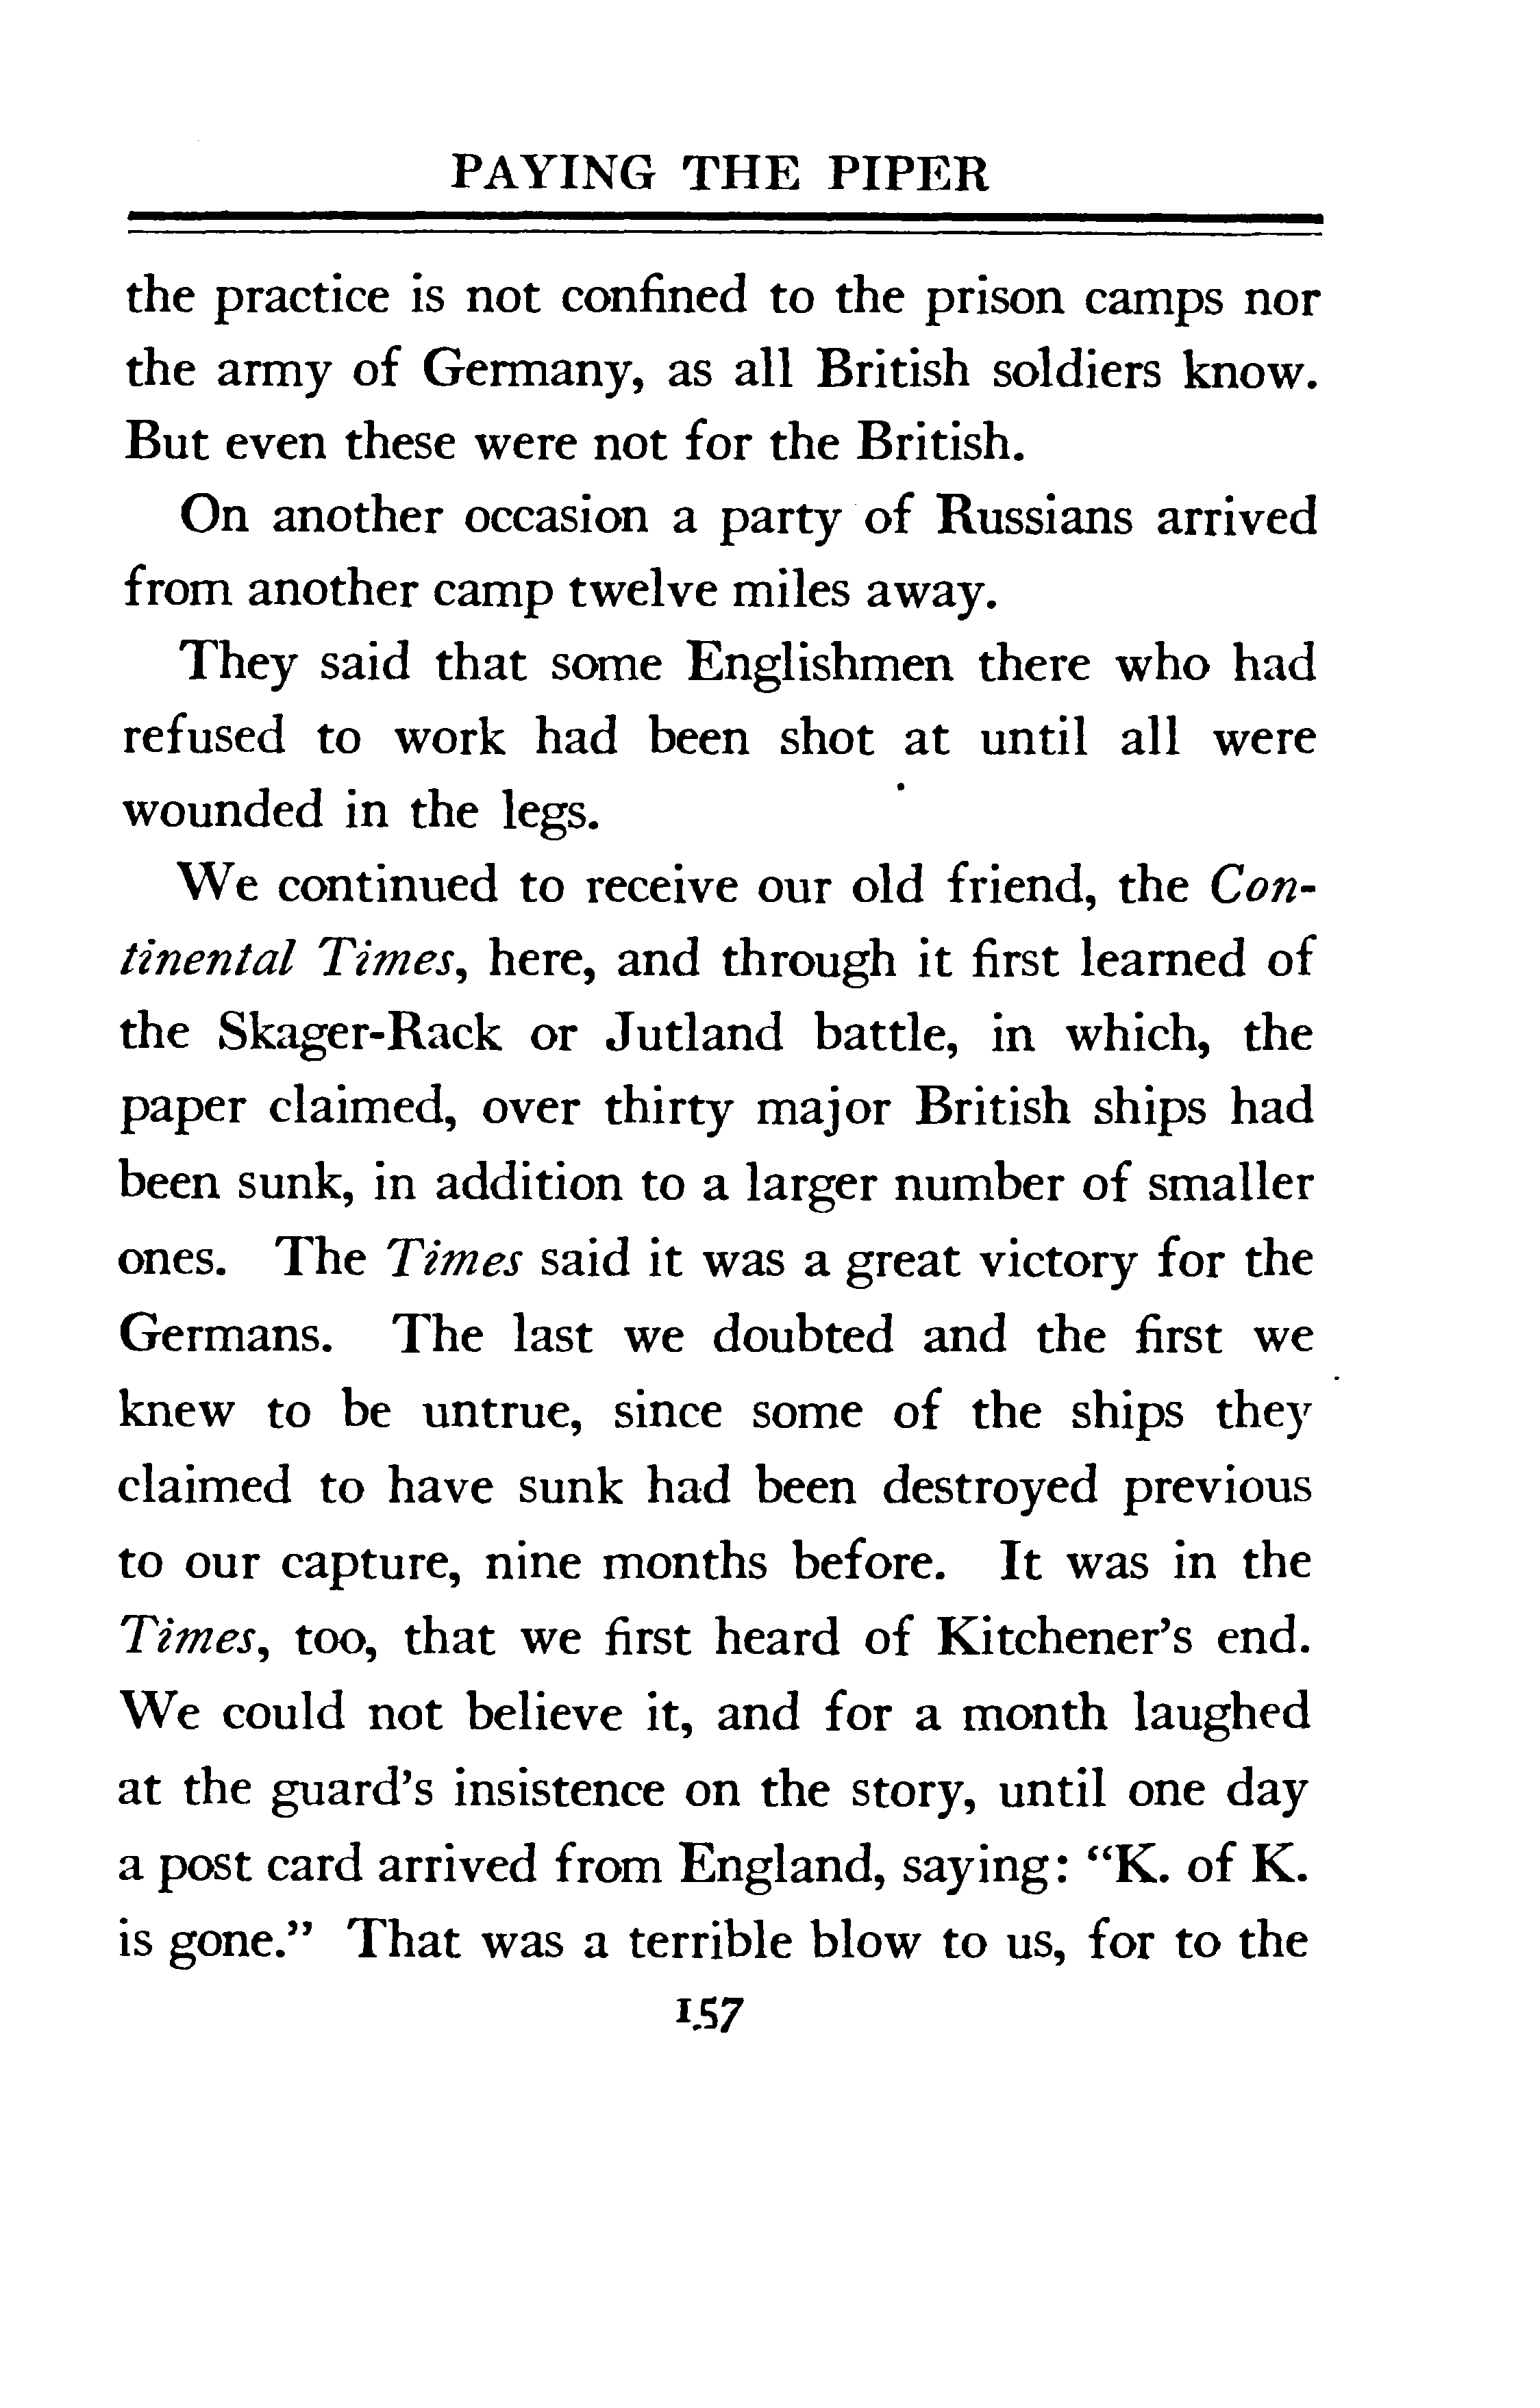 PAYING THE PIPER
the practice is not confined to the prison camps nor
the army of Germany, as all British soldiers know.
But even these were not for the British.
On another occasion a party of Russians arrived
from another camp twelve miles away.
They said that some Englishmen there who had
refused to work had been shot at until all were
wounded in the legs.
We continued to receive our old friend, the Con-
tinental Times, here, and through it first learned of
the Skager-Rack or Jutland battle, in which, the
paper claimed, over thirty major British ships had
been sunk, in addition to a larger number of smaller
ones. The Times said it was a great victory for the
Germans. The last we doubted and the first we
knew to be untrue, since some of the ships they
claimed to have sunk had been destroyed previous
to our capture, nine months before. It was in the
Times, too, that we first heard of Kitchener's end.
We could not believe it, and for a month laughed
at the guard's insistence on the story, until one day
a post card arrived from England, saying: “K. of K.
is gone.” That was a terrible blow to us, for to the
157